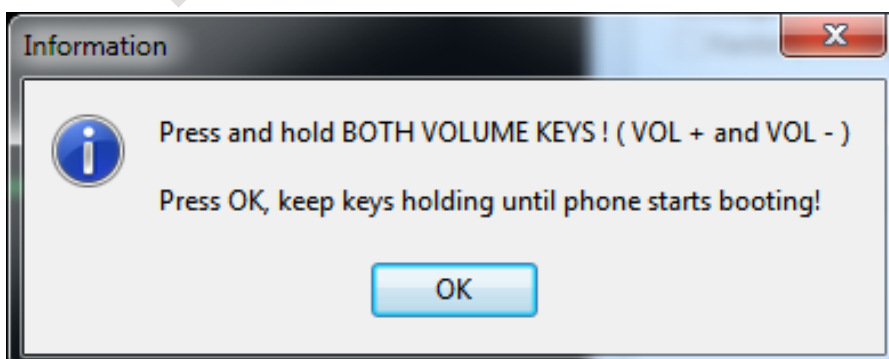 Information
Press and hold BOTH VOLUME KEYS ! ( VOL + and VOL - )
Press OK, keep keys holding until phone starts booting!
OK